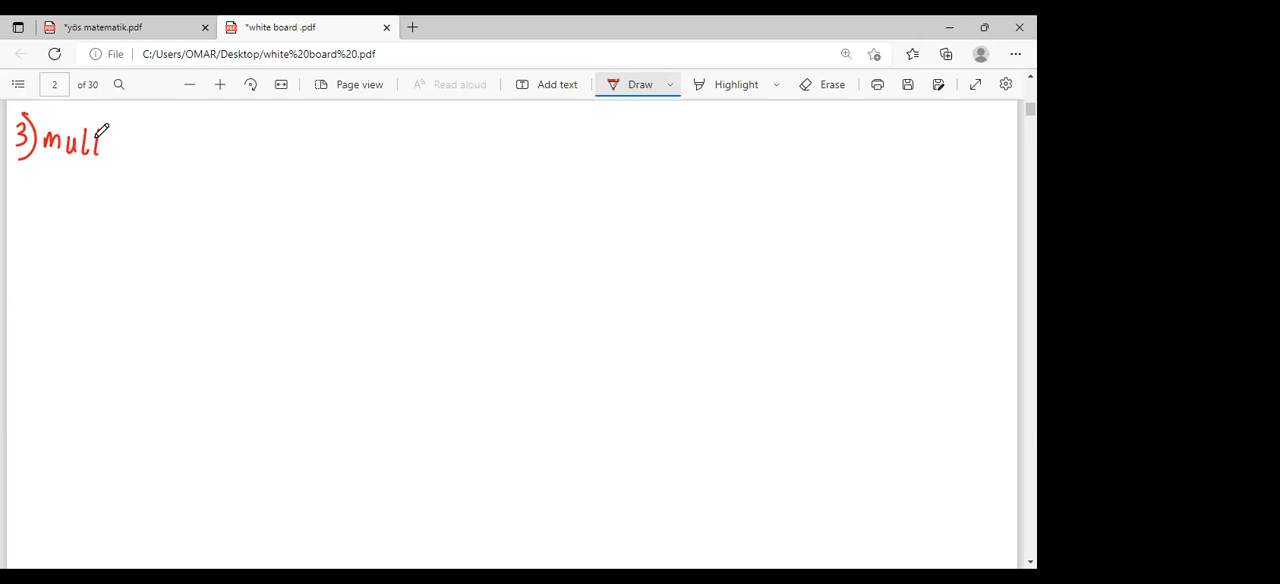 *yös matematik.pdf
*white board .pdf
File
C:/Users/OMAR/Desktop/white%20board%20.pdf
2 of 30
Page view
Read aloud
Add text
Draw
Highlight
Erase
3) mult